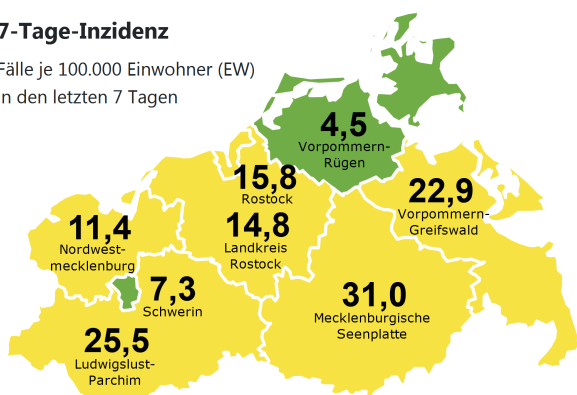 7-Tage-Inzidenz
Fälle je 100.000 Einwohner (EW)
in den letzten 7 Tagen
4,5
Vorpommern-
Rügen
15,8
Rostock
22,9
Vorpommern-
Greifswald
11,4
Nordwest-
mecklenburg
14,8
Landkreis
Rostock
7,3
Schwerin
31,0
Mecklenburgische
Seenplatte
25,5
Ludwigslust-
Parchim